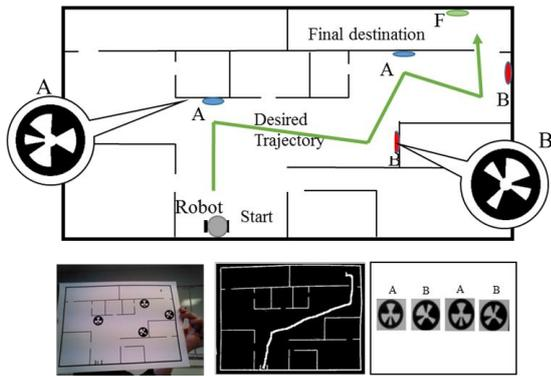 F
Final destination
A
A
A
B
Desired
Trajectory
B
B
Robot
Start
A B A B